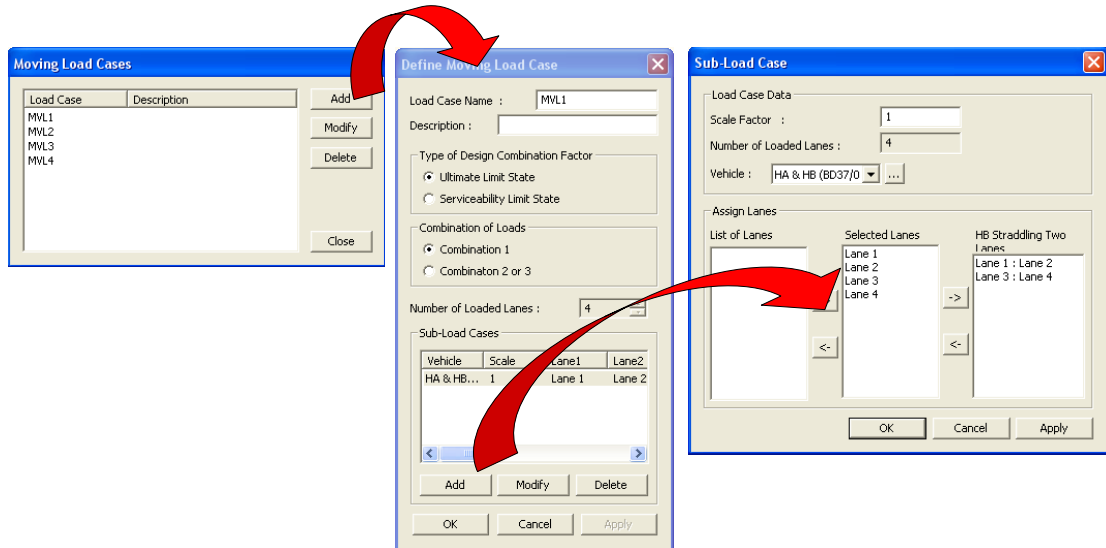 Moving Load Cases
Load Case Description
MVL1
MVL2
MVL3
MVL4
Add
Modify
Delete
Close
Define Moving Load Case
Load Case Name : MVL1
Description :
Type of Design Combination Factor
Ultimate Limit State
Serviceability Limit State
Combination of Loads
Combination 1
Combinaton 2 or 3
Number of Loaded Lanes : 4
Sub-Load Cases
Vehicle Scale Lane1 Lane2
HA & HB... 1 Lane 1 Lane 2
Add Modify Delete
OK Cancel Apply
Sub-Load Case
Load Case Data
Scale Factor : 1
Number of Loaded Lanes : 4
Vehicle : HA & HB (BD37/0 ...
Assign Lanes
List of Lanes
Selected Lanes
Lane 1
Lane 2
Lane 3
Lane 4
<-
HB Straddling Two
Lanes
Lane 1 : Lane 2
Lane 3 : Lane 4
->
<-
OK Cancel Apply